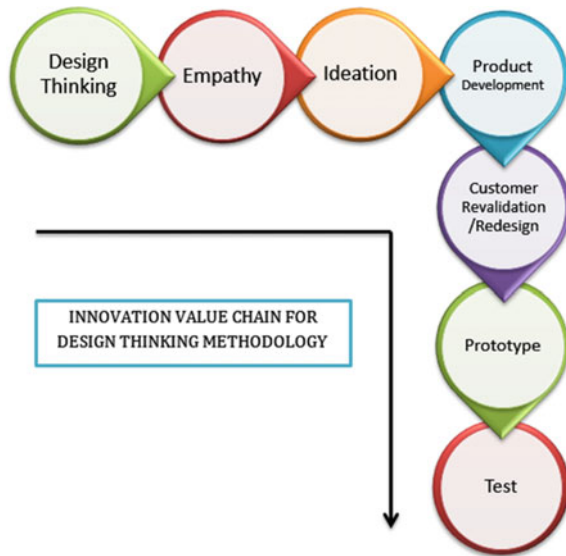 Design
Thinking
Empathy
Ideation
Product
Development
Customer
Revalidation
/Redesign
INNOVATION VALUE CHAIN FOR
DESIGN THINKING METHODOLOGY
Prototype
Test